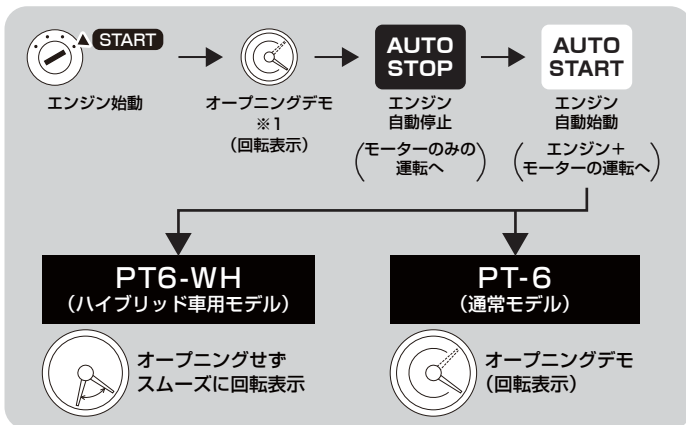 START
エンジン始動
オープニングデモ
※1
(回転表示)
AUTO
STOP
エンジン
自動停止
(モーターのみの
運転へ)
AUTO
START
エンジン
自動始動
(エンジン+
モーターの運転へ)
PT6-WH
(ハイブリッド車用モデル)
オープニングせず
スムーズに回転表示
PT-6
(通常モデル)
オープニングデモ
(回転表示)